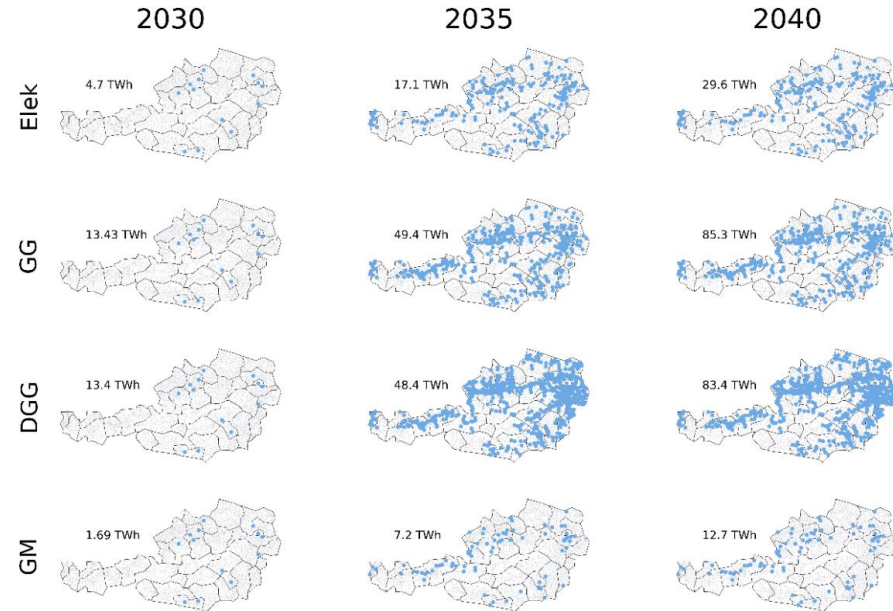 2030 2035 2040
Elek 4.7 TWh 17.1 TWh 29.6 TWh
GG 13.43 TWh 49.4 TWh 85.3 TWh
DGG 13.4 TWh 48.4 TWh 83.4 TWh
GM 1.69 TWh 7.2 TWh 12.7 TWh